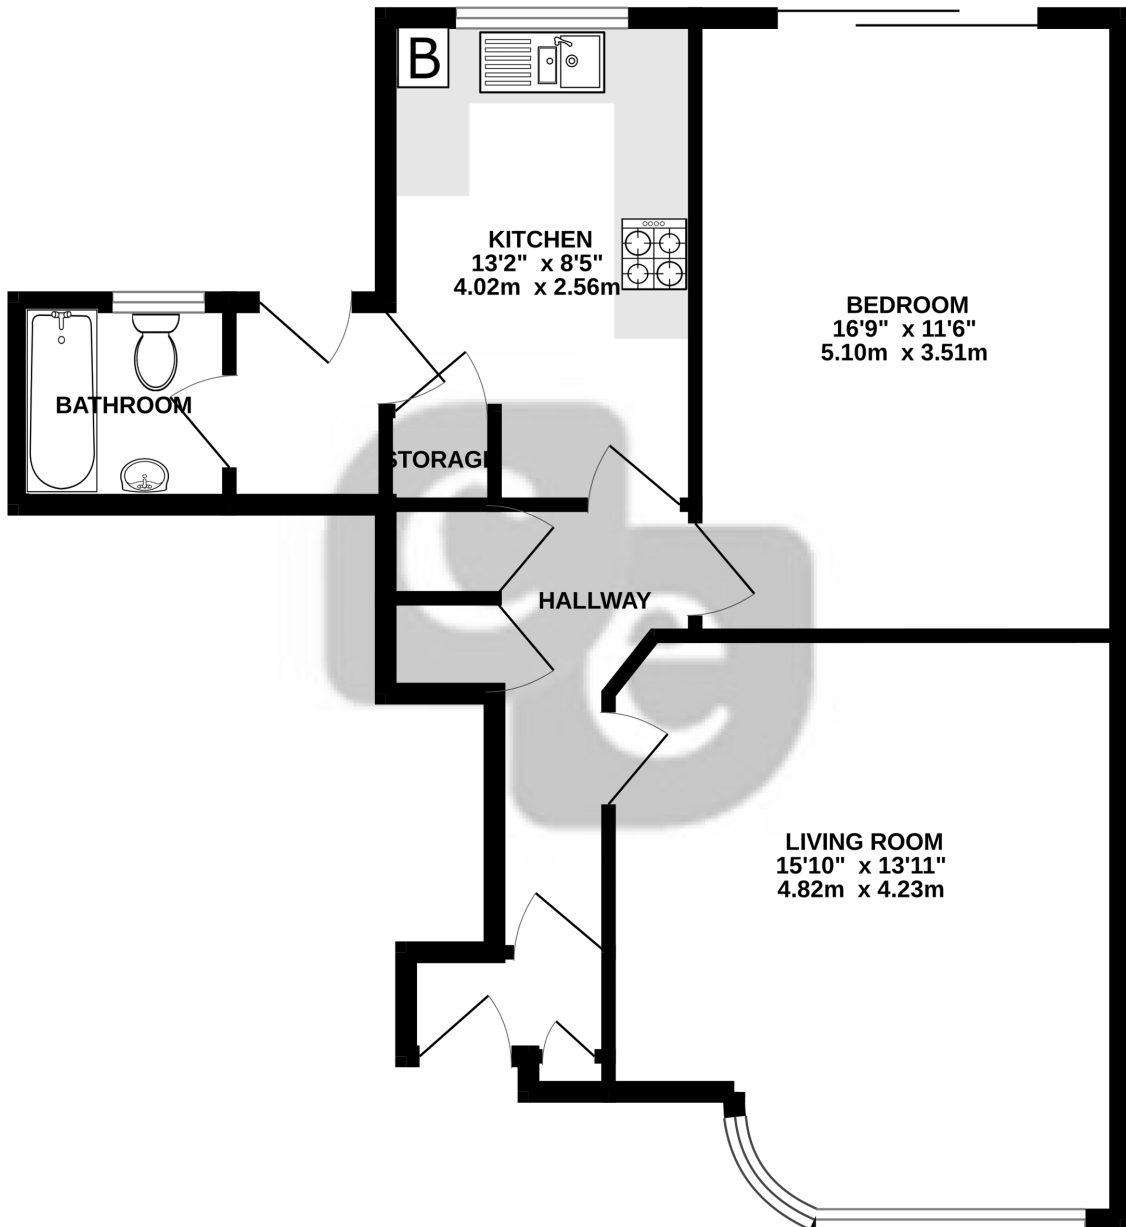 B
KITCHEN
13'2" x 8'5"
4.02m x 2.56m
BEDROOM
16'9" x 11'6"
5.10m x 3.51m
BATHROOM
STORAGE
HALLWAY
LIVING ROOM
15'10" x 13'11"
4.82m x 4.23m